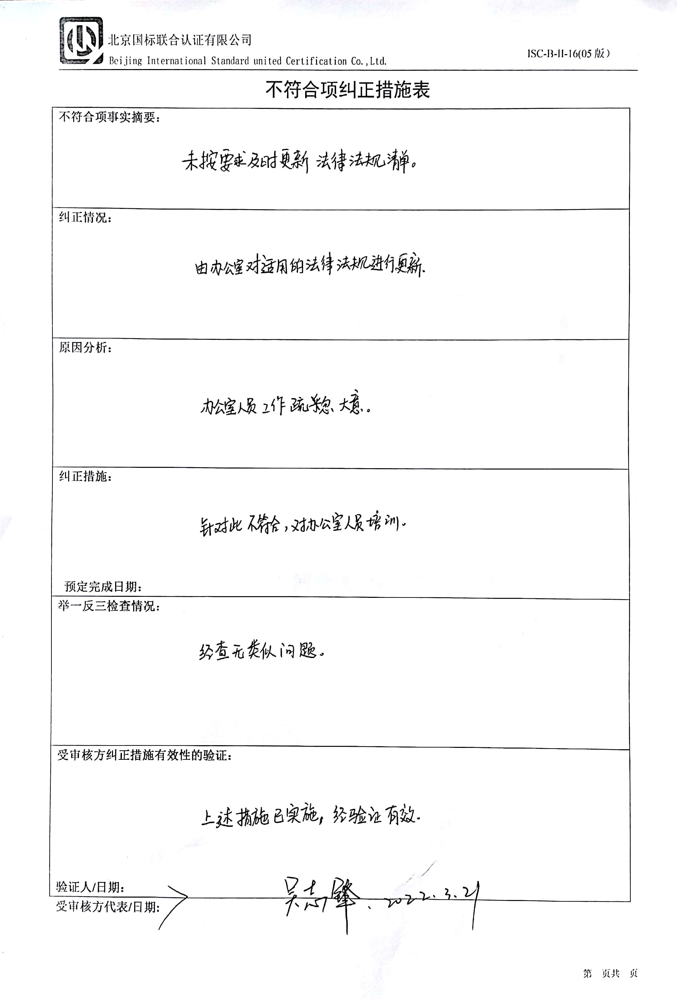 北京国标联合认证有限公司
Beijing International Standard united Certification Co.,Ltd.
ISC-B-II-16(05版)
不符合项纠正措施表
不符合项事实摘要:
未按要求及时更新法律法规清单。
纠正情况:
由办公室对适用的法律法规进行更新.
原因分析:
办公室人员工作疏忽、大意。
纠正措施:
针对此不符合,对办公室人员培训。
预定完成日期:
举一反三检查情况:
经查无类似问题。
受审核方纠正措施有效性的验证:
上述措施已实施,经验证有效.
验证人/日期:
吴志锋. 2022.3.21
受审核方代表/日期:
第 页共 页